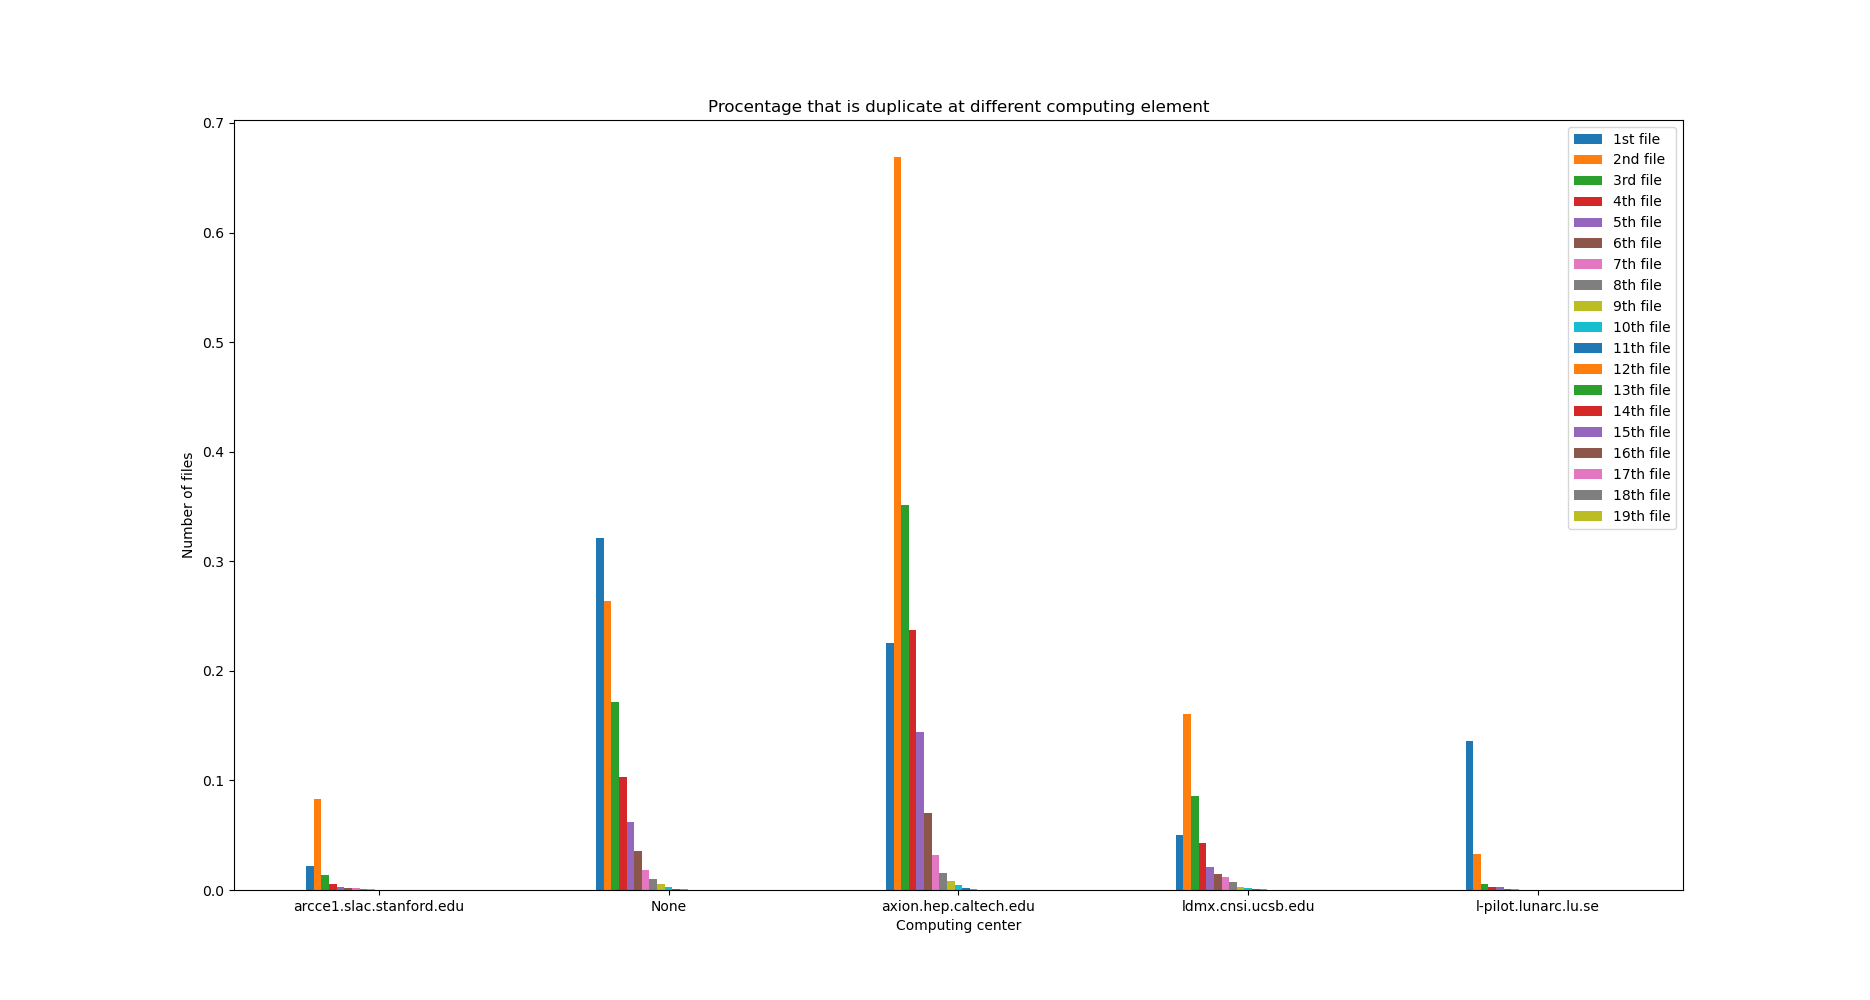 Procentage that is duplicate at different computing element
0.7
0.6
0.5
0.4
0.3
0.2
0.1
0.0
Number of files
1st file
2nd file
3rd file
4th file
5th file
6th file
7th file
8th file
9th file
10th file
11th file
12th file
13th file
14th file
15th file
16th file
17th file
18th file
19th file
arcce1.slac.stanford.edu
None
axion.hep.caltech.edu
ldmx.cnsi.ucsb.edu
l-pilot.lunarc.lu.se
Computing center